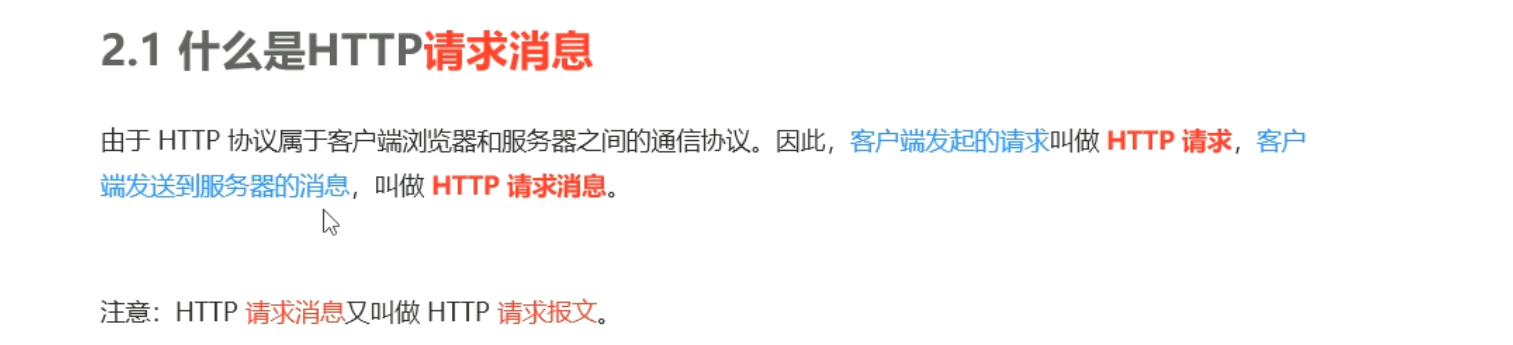 2.1 什么是HTTP请求消息
由于 HTTP 协议属于客户端浏览器和服务器之间的通信协议。因此，客户端发起的请求叫做 HTTP 请求，客户
端发送到服务器的消息，叫做 HTTP 请求消息。
注意：HTTP 请求消息又叫做 HTTP 请求报文。